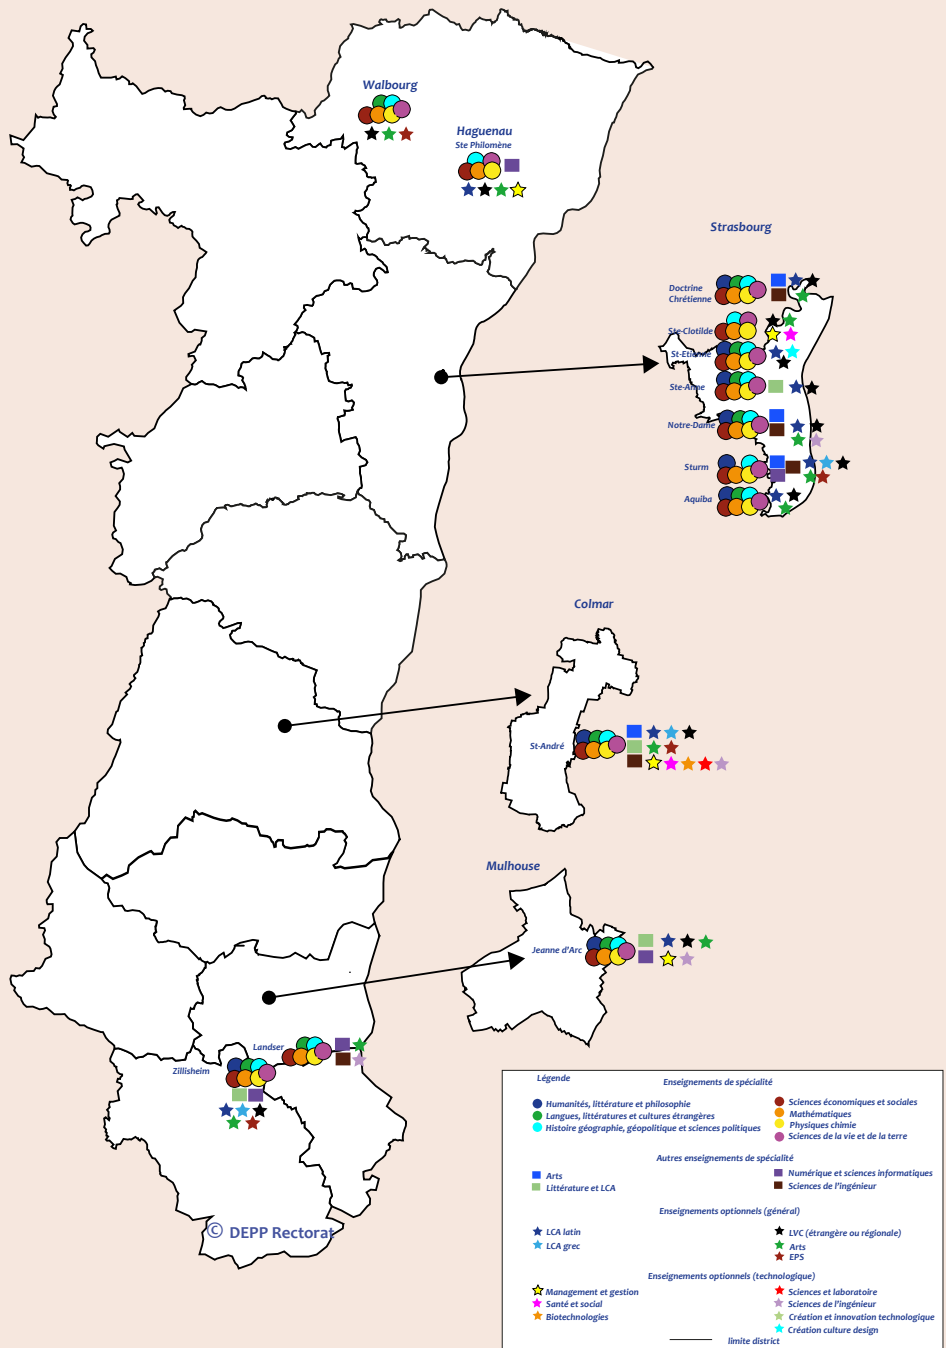 Walbourg
Haguenau
Ste Philomène
Strasbourg
Doctrine
Chrétienne
Ste-Clotilde
St-Etienne
Ste-Anne
Notre-Dame
Sturm
Aquiba
Colmar
St-André
Mulhouse
Jeanne d'Arc
Landser
Zillisheim
© DEPP Rectorat
Légende
Enseignements de spécialité
Humanités, littérature et philosophie
Langues, littératures et cultures étrangères
Histoire géographie, géopolitique et sciences politiques
Sciences économiques et sociales
Mathématiques
Physiques chimie
Sciences de la vie et de la terre
Autres enseignements de spécialité
Arts
Littérature et LCA
Numérique et sciences informatiques
Sciences de l'ingénieur
Enseignements optionnels (général)
LCA latin
LCA grec
LVC (étrangère ou régionale)
Arts
EPS
Enseignements optionnels (technologique)
Management et gestion
Santé et social
Biotechnologies
Sciences et laboratoire
Sciences de l'ingénieur
Création et innovation technologique
Création culture design
limite district